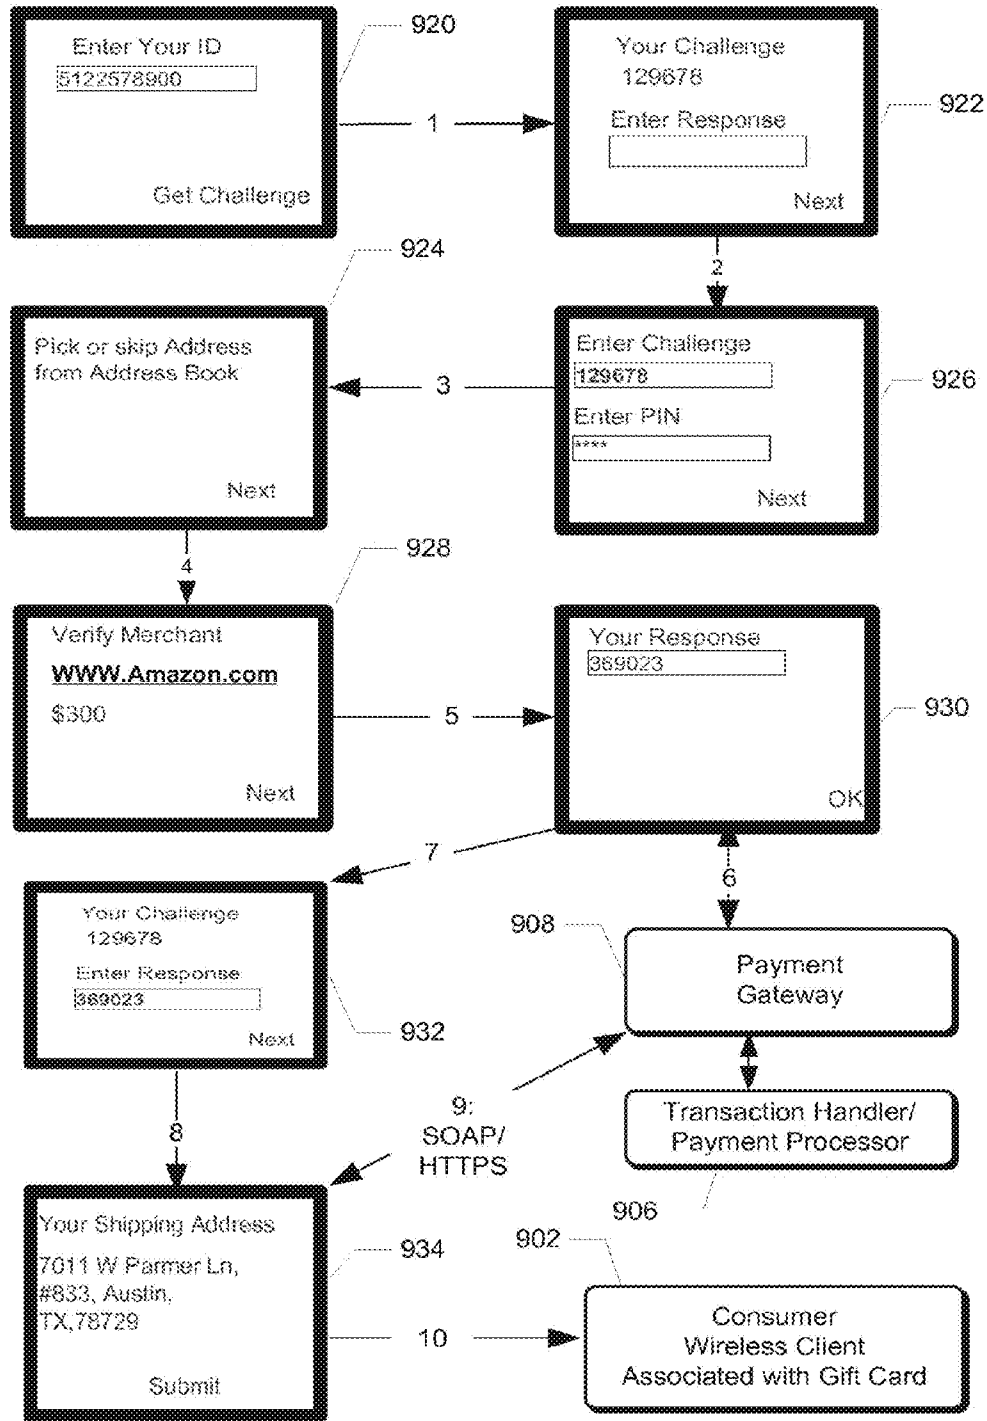 Enter Your ID
5122578900
Get Challenge
920
1
Your Challenge
129678
Enter Response
Next
922
2
924
Pick or skip Address
from Address Book
Next
3
Enter Challenge
129678
Enter PIN
****
Next
926
4
928
Verify Merchant
WWW.Amazon.com
$300
Next
5
Your Response
369023
OK
930
7
6
Your Challenge
129678
Enter Response
369023
Next
932
908
Payment
Gateway
8
9:
SOAP/
HTTPS
Transaction Handler/
Payment Processor
906
Your Shipping Address
7011 W Parmer Ln,
#833, Austin,
TX,78729
Submit
934
10
902
Consumer
Wireless Client
Associated with Gift Card